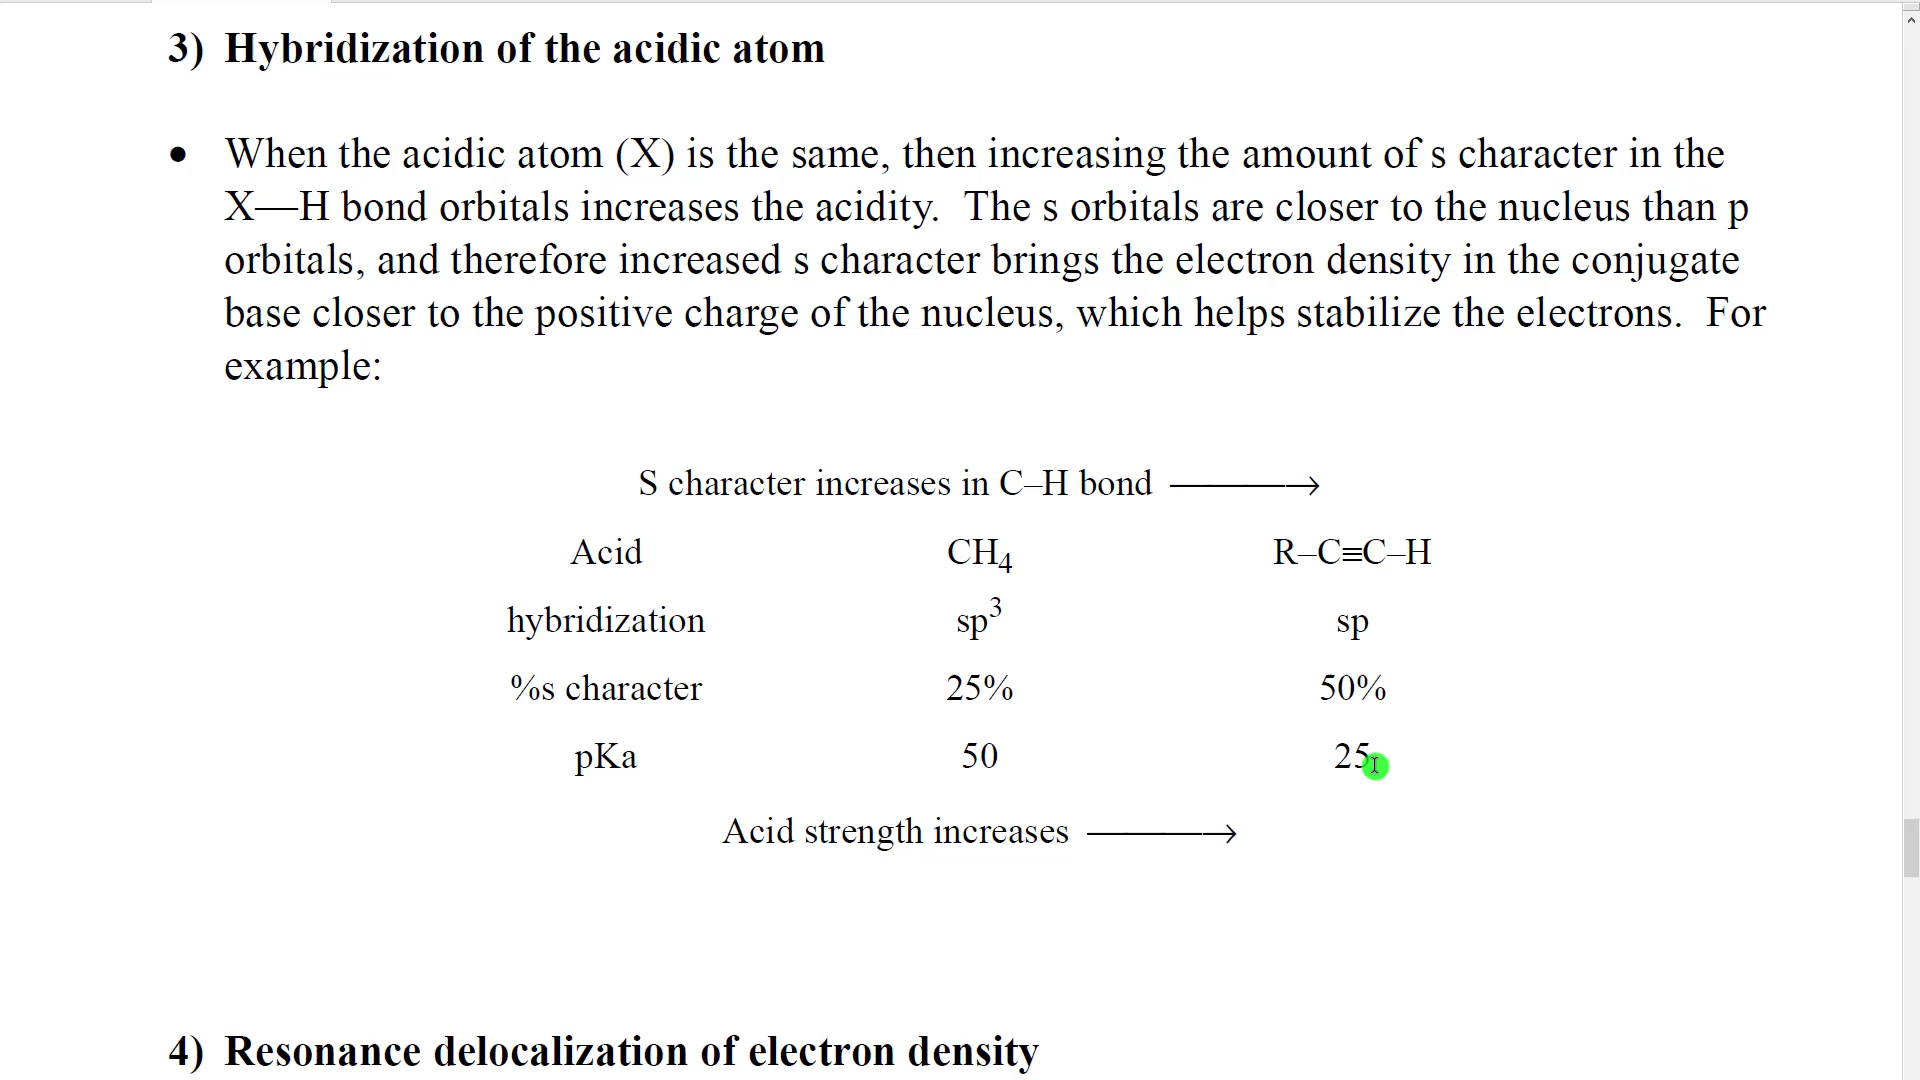 3) Hybridization of the acidic atom
• When the acidic atom (X) is the same, then increasing the amount of s character in the
X—H bond orbitals increases the acidity. The s orbitals are closer to the nucleus than p
orbitals, and therefore increased s character brings the electron density in the conjugate
base closer to the positive charge of the nucleus, which helps stabilize the electrons. For
example:
S character increases in C–H bond ⟶
Acid CH₄ R–C≡C–H
hybridization sp³ sp
%s character 25% 50%
pKa 50 25
Acid strength increases ⟶
4) Resonance delocalization of electron density